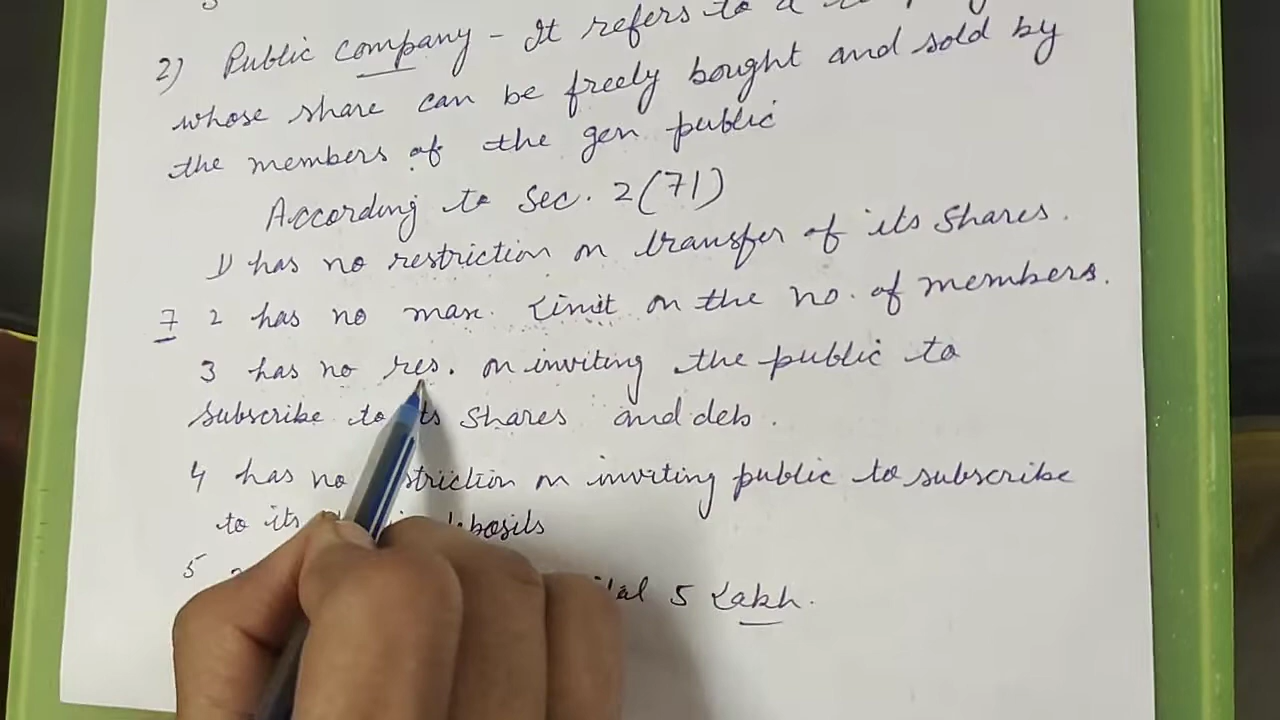 2) Public company - It refers to a
whose share can be freely bought and sold by
the members of the gen public
According to sec. 2(71)
1) has no restriction on transfer of its shares.
7 2 has no max. Limit on the no. of members.
3 has no res. on inviting the public to
subscribe to its shares and deb.
4 has no restriction on inviting public to subscribe
to its deposits
5 5 Lakh.